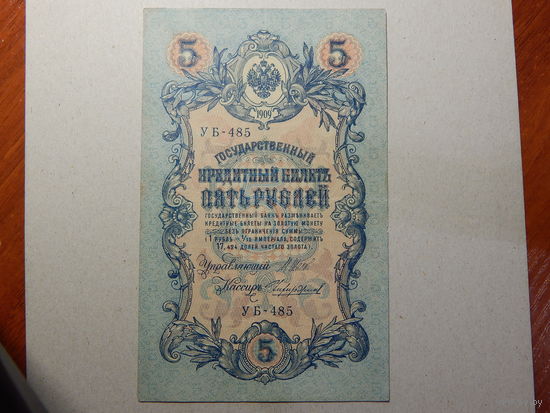 5 5
1909
УБ-485
ГОСУДАРСТВЕННЫЙ
КРЕДИТНЫЙ БИЛЕТЪ
ПЯТЬ РУБЛЕЙ
ГОСУДАРСТВЕННЫЙ БАНКЪ РАЗМѢНИВАЕТЪ
КРЕДИТНЫЕ БИЛЕТЫ НА ЗОЛОТУЮ МОНЕТУ
БЕЗЪ ОГРАНИЧЕНІЯ СУММЫ
(1 РУБЛЬ = 1/15 ИМПЕРІАЛА, СОДЕРЖИТЪ
17,424 ДОЛЕЙ ЧИСТАГО ЗОЛОТА).
Управляющій
Кассиръ
УБ-485
5